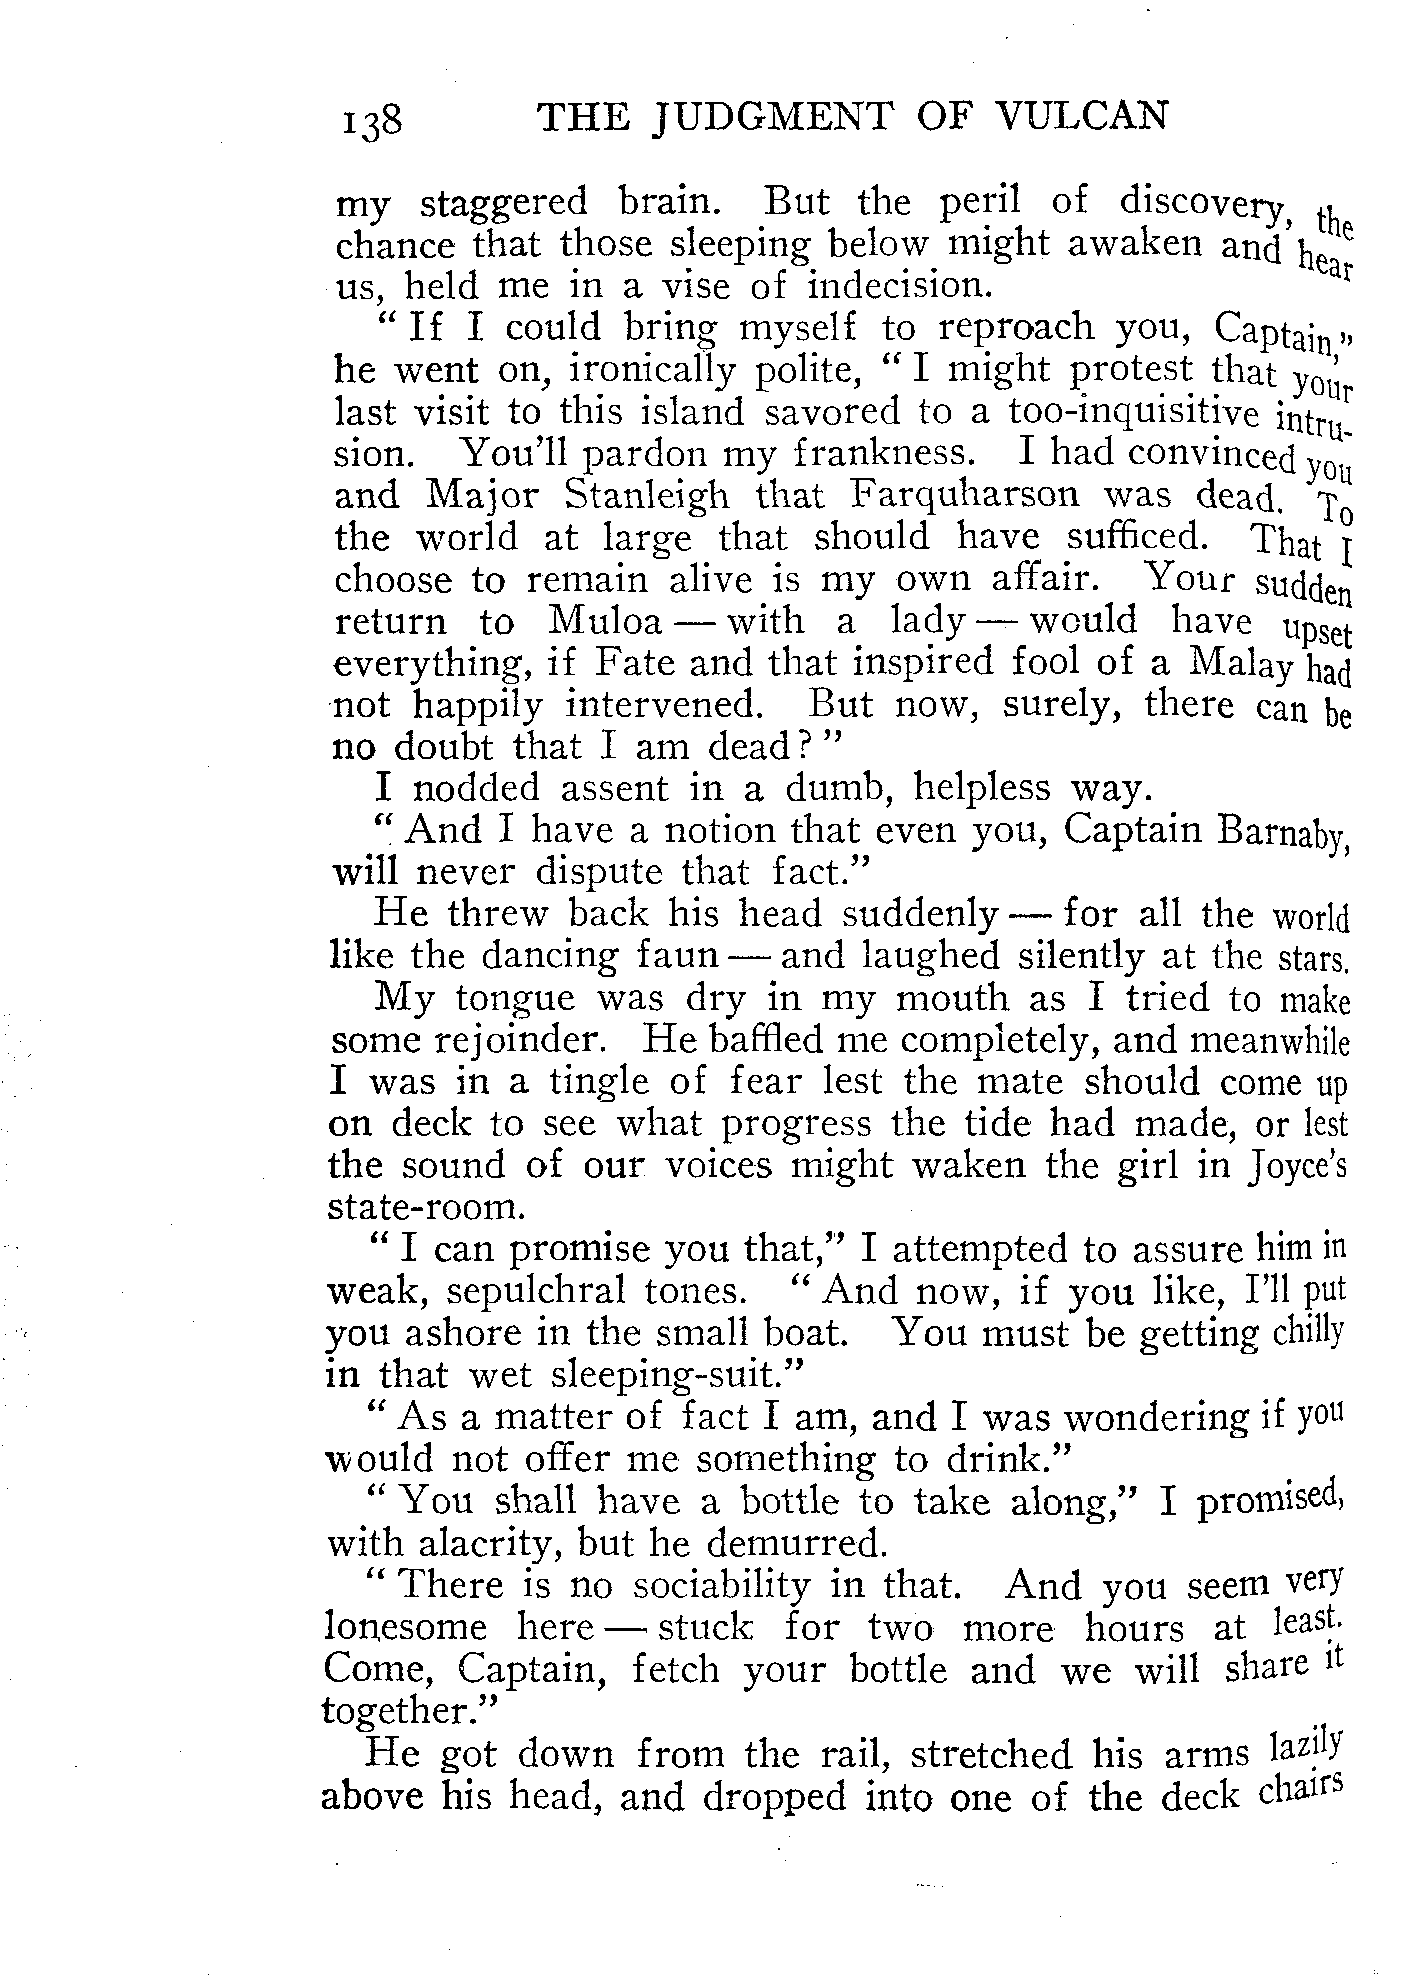 138 THE JUDGMENT OF VULCAN
my staggered brain. But the peril of discovery, the
chance that those sleeping below might awaken and hear
us, held me in a vise of indecision.
“ If I could bring myself to reproach you, Captain,”
he went on, ironically polite, “ I might protest that your
last visit to this island savored to a too-inquisitive intru-
sion. You'll pardon my frankness. I had convinced you
and Major Stanleigh that Farquharson was dead. To
the world at large that should have sufficed. That I
choose to remain alive is my own affair. Your sudden
return to Muloa — with a lady — would have upset
everything, if Fate and that inspired fool of a Malay had
not happily intervened. But now, surely, there can be
no doubt that I am dead? ”
I nodded assent in a dumb, helpless way.
“ And I have a notion that even you, Captain Barnaby,
will never dispute that fact.”
He threw back his head suddenly — for all the world
like the dancing faun — and laughed silently at the stars.
My tongue was dry in my mouth as I tried to make
some rejoinder. He baffled me completely, and meanwhile
I was in a tingle of fear lest the mate should come up
on deck to see what progress the tide had made, or lest
the sound of our voices might waken the girl in Joyce's
state-room.
“ I can promise you that,” I attempted to assure him in
weak, sepulchral tones. “ And now, if you like, I'll put
you ashore in the small boat. You must be getting chilly
in that wet sleeping-suit.”
“ As a matter of fact I am, and I was wondering if you
would not offer me something to drink.”
“ You shall have a bottle to take along,” I promised,
with alacrity, but he demurred.
“ There is no sociability in that. And you seem very
lonesome here — stuck for two more hours at least.
Come, Captain, fetch your bottle and we will share it
together.”
He got down from the rail, stretched his arms lazily
above his head, and dropped into one of the deck chairs